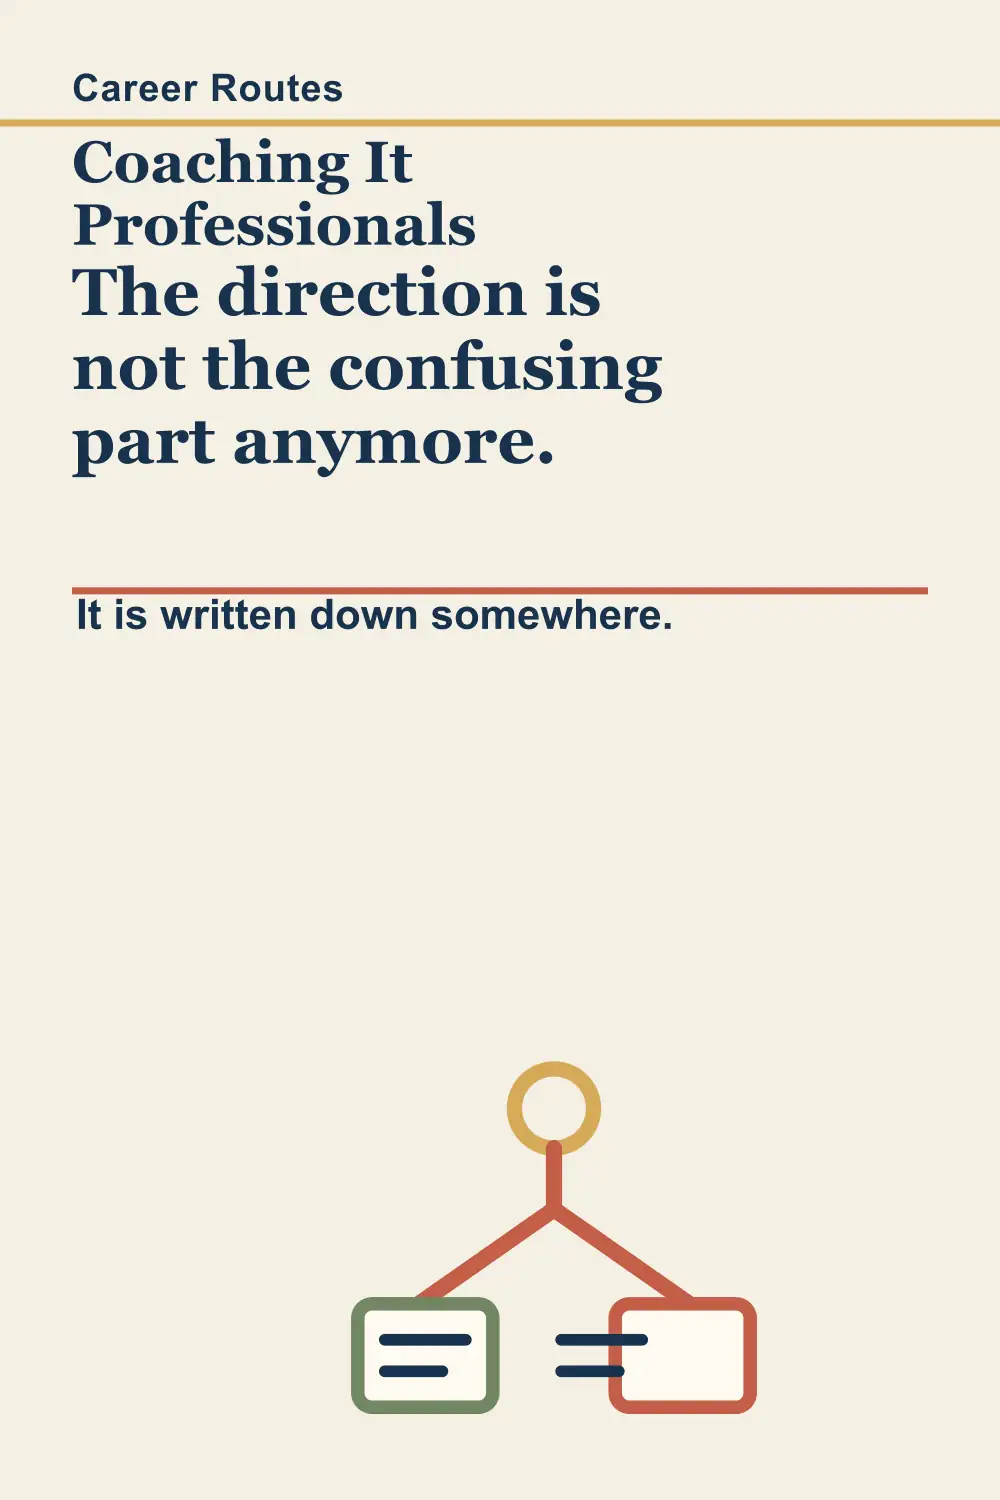 Career Routes
Coaching It
Professionals
The direction is
not the confusing
part anymore.
It is written down somewhere.